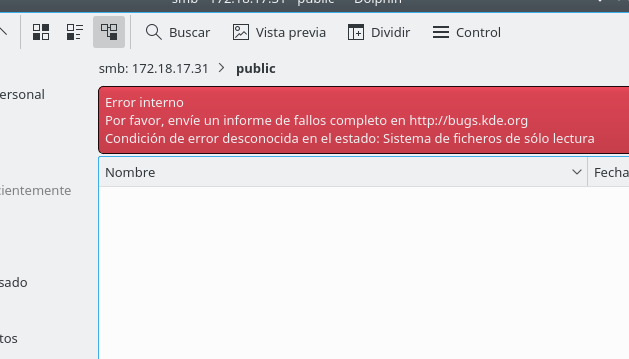 smb - 172.18.17.31 - public — Dolphin
Buscar Vista previa Dividir Control
smb: 172.18.17.31 > public
ersonal
Error interno
Por favor, envíe un informe de fallos completo en http://bugs.kde.org
Condición de error desconocida en el estado: Sistema de ficheros de sólo lectura
Nombre Fecha
cientemente
sado
tos